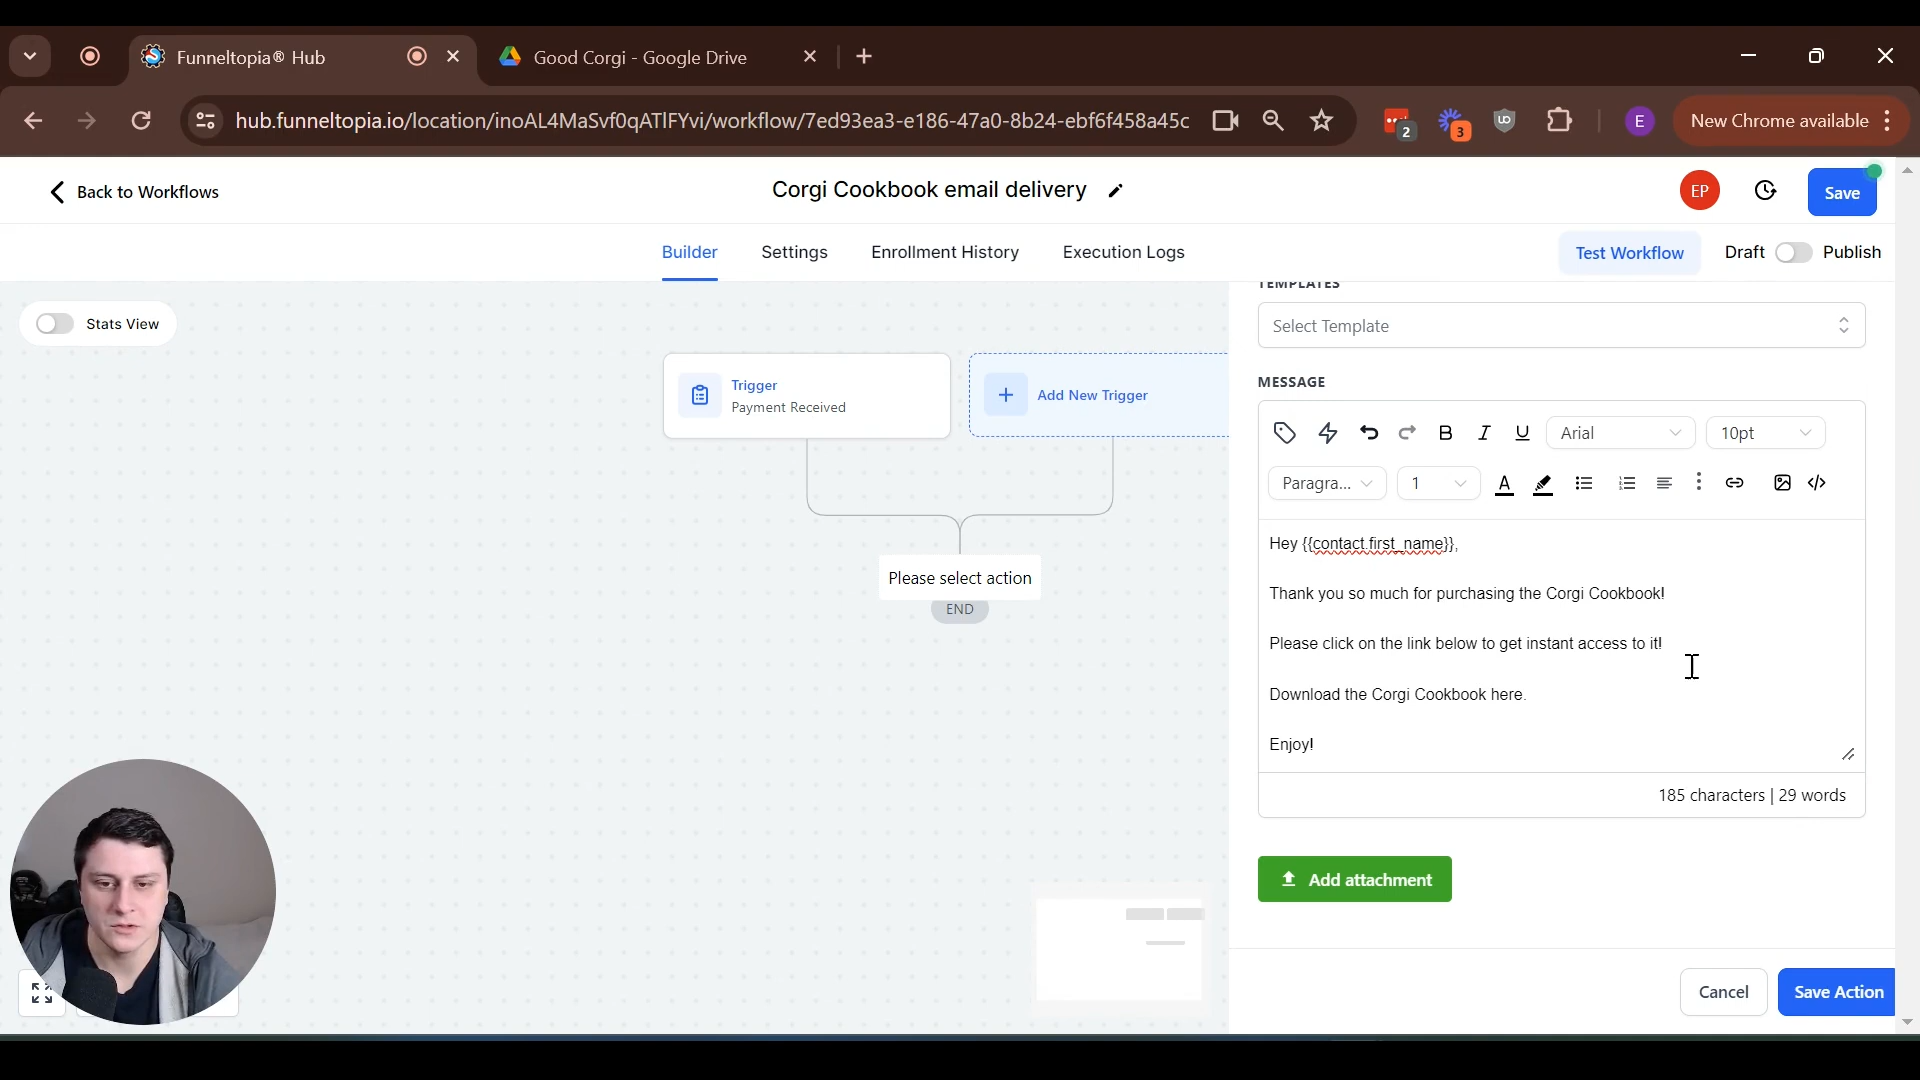 Funneltopia® Hub
Good Corgi - Google Drive
hub.funneltopia.io/location/inoAL4MaSvf0qATlFYvi/workflow/7ed93ea3-e186-47a0-8b24-ebf6f458a45c
2
3
UD
E
New Chrome available
Back to Workflows
Corgi Cookbook email delivery
EP
Save
Builder
Settings
Enrollment History
Execution Logs
Test Workflow
Draft
Publish
Stats View
Trigger
Payment Received
Add New Trigger
Please select action
END
TEMPLATES
Select Template
MESSAGE
B
I
U
Arial
10pt
Paragra...
1
A
Hey {{contact.first_name}},
Thank you so much for purchasing the Corgi Cookbook!
Please click on the link below to get instant access to it!
Download the Corgi Cookbook here.
Enjoy!
185 characters | 29 words
Add attachment
Cancel
Save Action